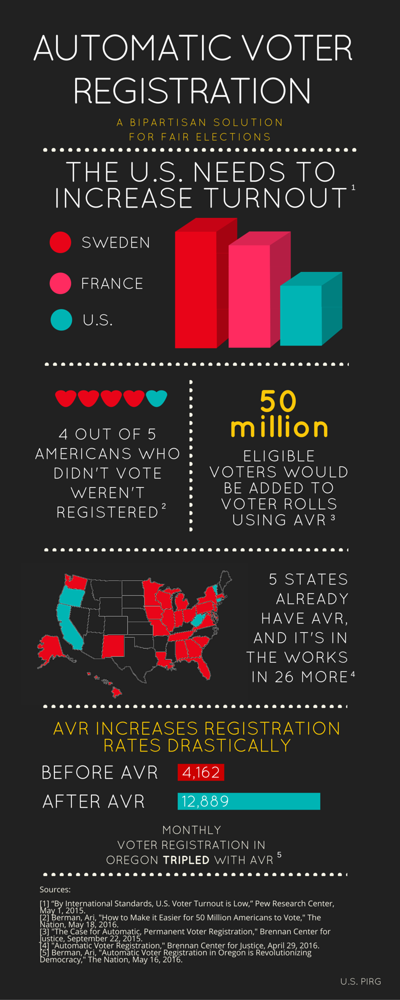 AUTOMATIC VOTER
REGISTRATION
A BIPARTISAN SOLUTION
FOR FAIR ELECTIONS
THE U.S. NEEDS TO
INCREASE TURNOUT 1
SWEDEN
FRANCE
U.S.
4 OUT OF 5
AMERICANS WHO
DIDN'T VOTE
WEREN'T
REGISTERED 2
50
million
ELIGIBLE
VOTERS WOULD
BE ADDED TO
VOTER ROLLS
USING AVR 3
5 STATES
ALREADY
HAVE AVR,
AND IT'S IN
THE WORKS
IN 26 MORE 4
AVR INCREASES REGISTRATION
RATES DRASTICALLY
BEFORE AVR 4,162
AFTER AVR 12,889
MONTHLY
VOTER REGISTRATION IN
OREGON TRIPLED WITH AVR 5
Sources:
[1] “By International Standards, U.S. Voter Turnout is Low,” Pew Research Center,
May 1, 2015.
[2] Berman, Ari, "How to Make it Easier for 50 Million Americans to Vote," The
Nation, May 18, 2016.
[3] "The Case for Automatic, Permanent Voter Registration," Brennan Center for
Justice, September 22, 2015.
[4] "Automatic Voter Registration," Brennan Center for Justice, April 29, 2016.
[5] Berman, Ari, "Automatic Voter Registration in Oregon is Revolutionizing
Democracy," The Nation, May 16, 2016.
U.S. PIRG